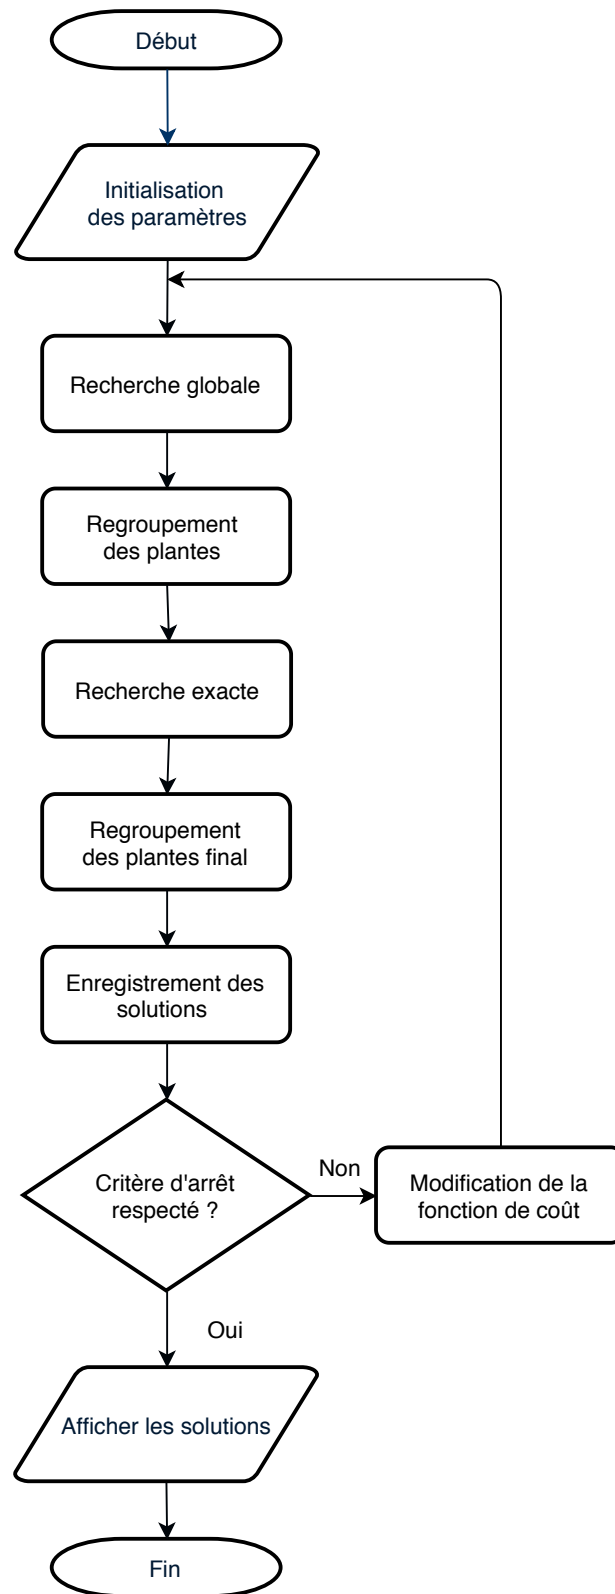 Début
Initialisation
des paramètres
Recherche globale
Regroupement
des plantes
Recherche exacte
Regroupement
des plantes final
Enregistrement des
solutions
Critère d'arrêt
respecté ?
Non
Modification de la
fonction de coût
Oui
Afficher les solutions
Fin